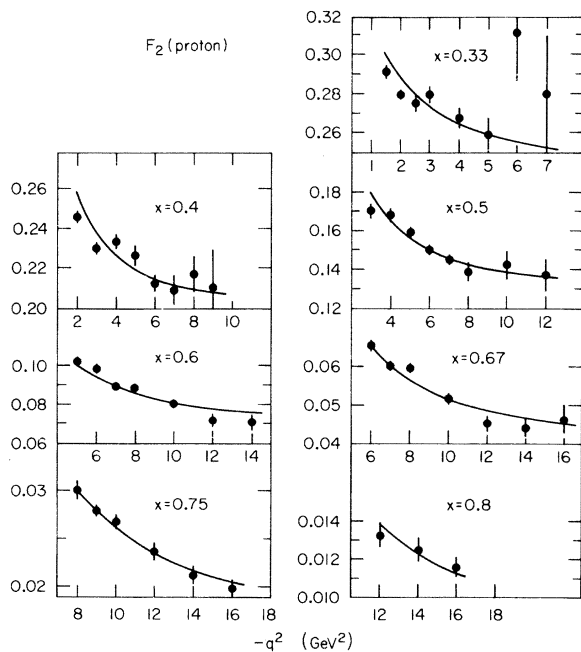 F₂(proton)
0.32
0.30
0.28
0.26
x=0.33
1 2 3 4 5 6 7
0.26
0.24
0.22
0.20
x=0.4
2 4 6 8 10
0.18
0.16
0.14
0.12
x=0.5
4 6 8 10 12
0.10
0.08
0.06
x=0.6
6 8 10 12 14
0.06
0.05
0.04
x=0.67
6 8 10 12 14 16
0.03
0.02
x=0.75
8 10 12 14 16 18
0.014
0.012
0.010
x=0.8
12 14 16 18
-q² (GeV²)